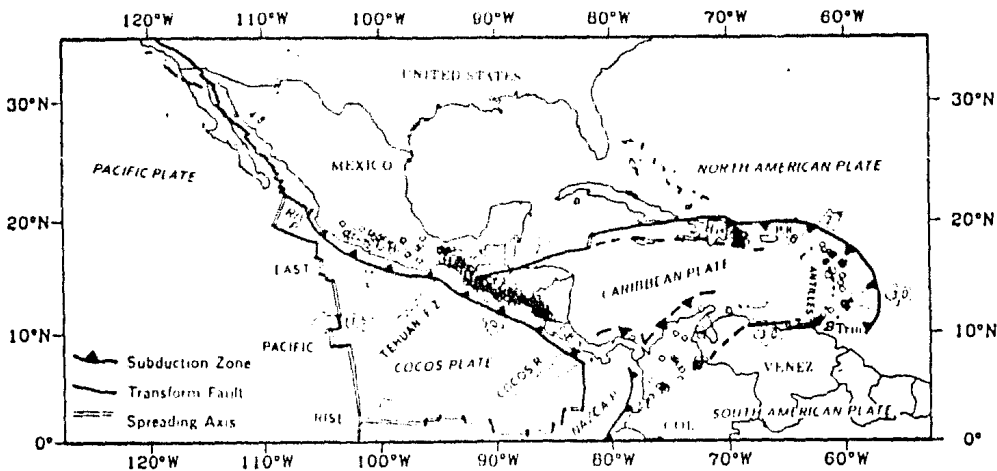 120°W 110°W 100°W 90°W 80°W 70°W 60°W
UNITED STATES
30°N 30°N
PACIFIC PLATE
MEXICO
NORTH AMERICAN PLATE
20°N 20°N
EAST
CARIBBEAN PLATE
ANTILLES
10°N 10°N
PACIFIC
TEHUAN F Z
COCOS PLATE
COCOS R
VENEZ
Subduction Zone
Transform Fault
Spreading Axis
RISE
NAZCA P
COL
SOUTH AMERICAN PLATE
0° 0°
120°W 110°W 100°W 90°W 80°W 70°W 60°W